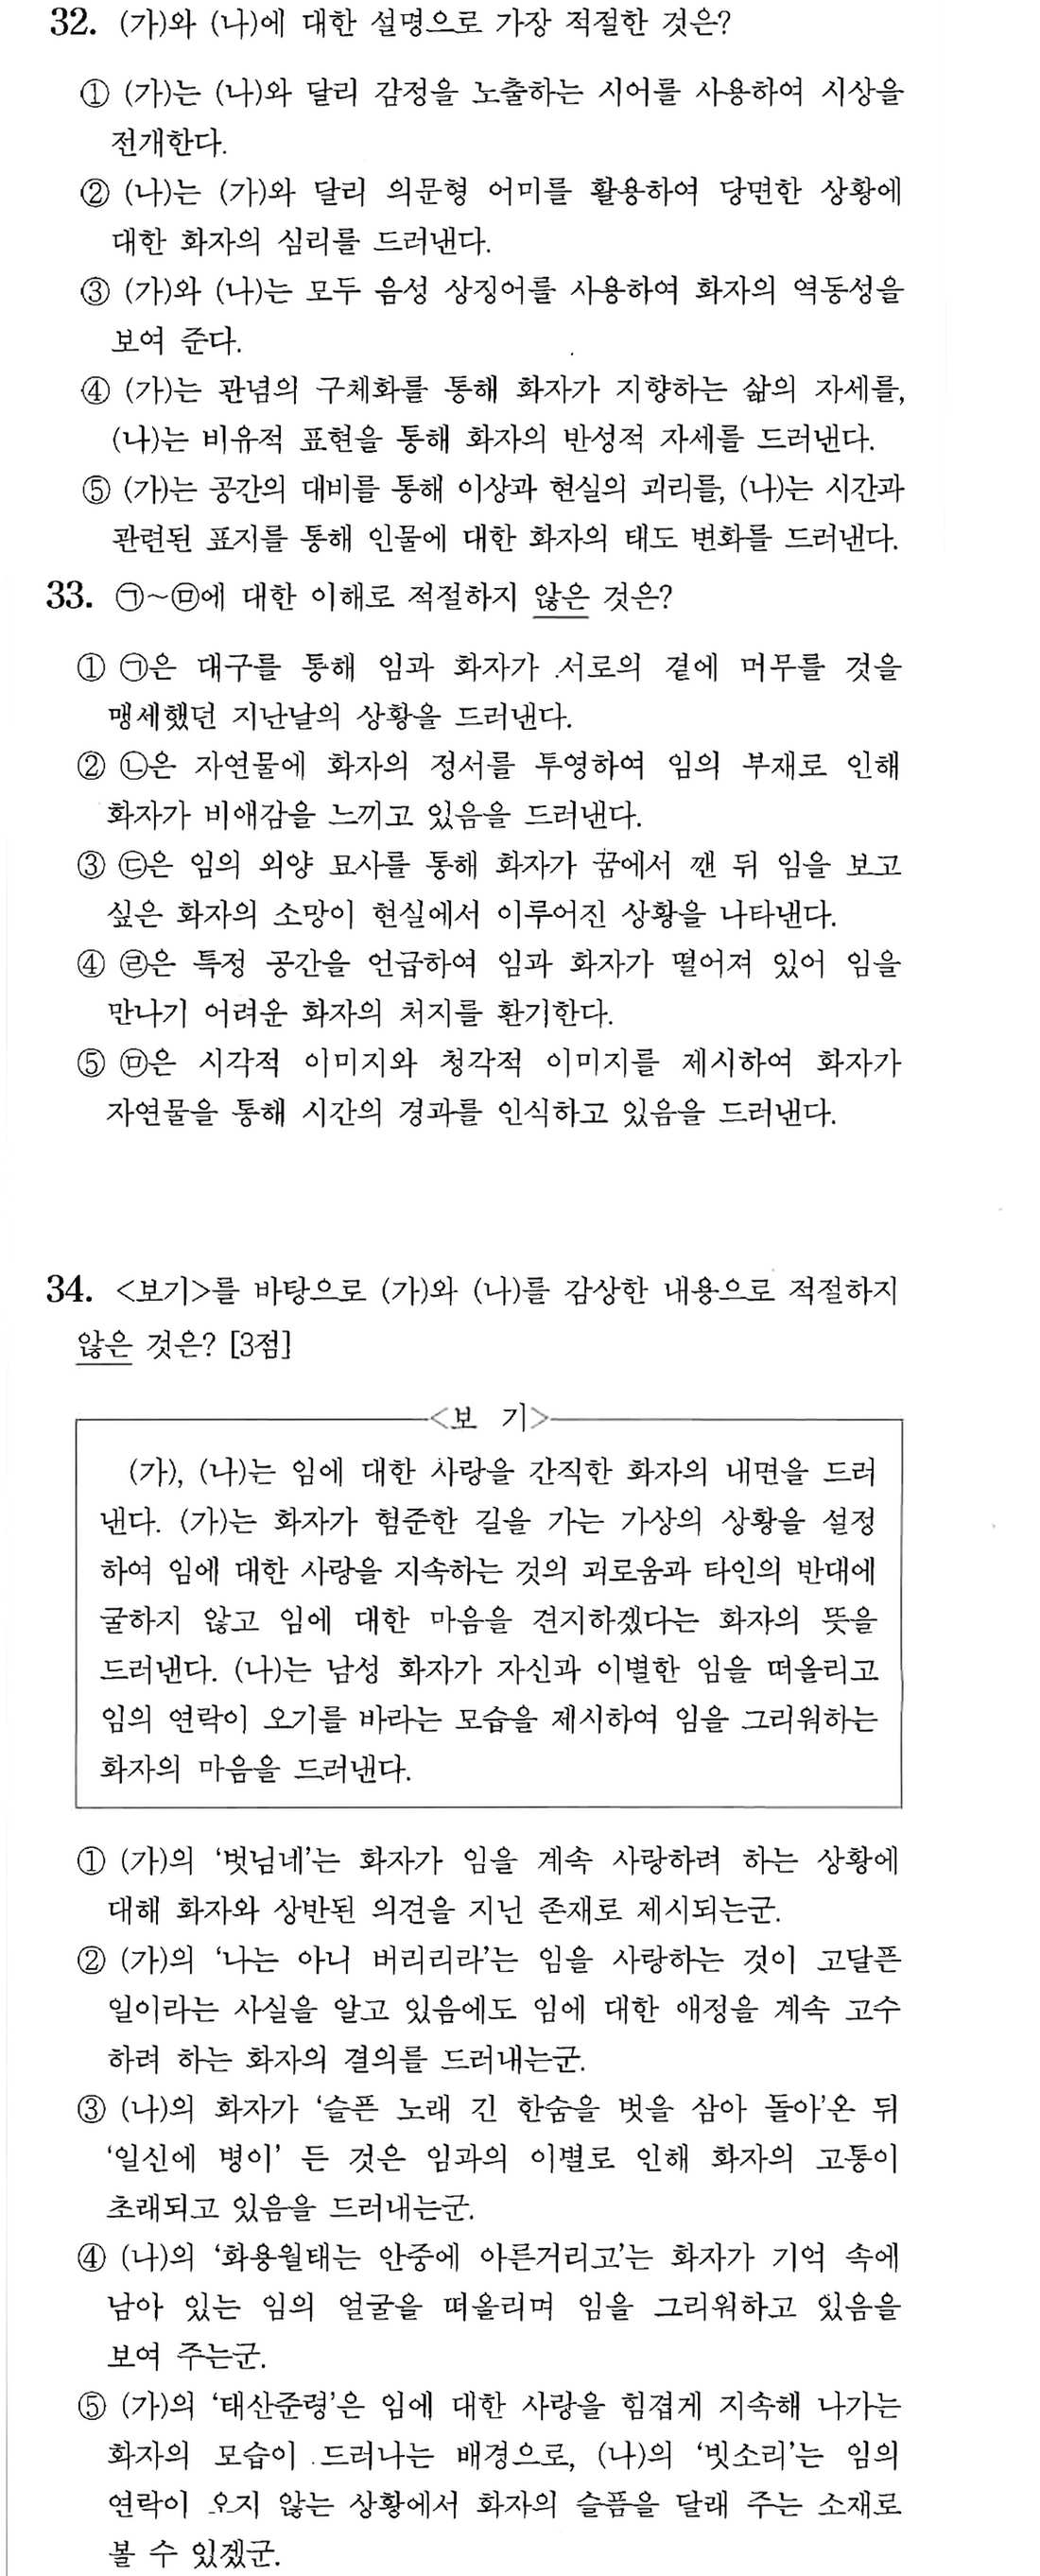 32. (가)와 (나)에 대한 설명으로 가장 적절한 것은?
① (가)는 (나)와 달리 감정을 노출하는 시어를 사용하여 시상을
전개한다.
② (나)는 (가)와 달리 의문형 어미를 활용하여 당면한 상황에
대한 화자의 심리를 드러낸다.
③ (가)와 (나)는 모두 음성 상징어를 사용하여 화자의 역동성을
보여 준다.
④ (가)는 관념의 구체화를 통해 화자가 지향하는 삶의 자세를,
(나)는 비유적 표현을 통해 화자의 반성적 자세를 드러낸다.
⑤ (가)는 공간의 대비를 통해 이상과 현실의 괴리를, (나)는 시간과
관련된 표지를 통해 인물에 대한 화자의 태도 변화를 드러낸다.
33. ㉠~㉤에 대한 이해로 적절하지 않은 것은?
① ㉠은 대구를 통해 임과 화자가 서로의 곁에 머무를 것을
맹세했던 지난날의 상황을 드러낸다.
② ㉡은 자연물에 화자의 정서를 투영하여 임의 부재로 인해
화자가 비애감을 느끼고 있음을 드러낸다.
③ ㉢은 임의 외양 묘사를 통해 화자가 꿈에서 깬 뒤 임을 보고
싶은 화자의 소망이 현실에서 이루어진 상황을 나타낸다.
④ ㉣은 특정 공간을 언급하여 임과 화자가 떨어져 있어 임을
만나기 어려운 화자의 처지를 환기한다.
⑤ ㉤은 시각적 이미지와 청각적 이미지를 제시하여 화자가
자연물을 통해 시간의 경과를 인식하고 있음을 드러낸다.
34. <보기>를 바탕으로 (가)와 (나)를 감상한 내용으로 적절하지
않은 것은? [3점]
<보 기>
(가), (나)는 임에 대한 사랑을 간직한 화자의 내면을 드러
낸다. (가)는 화자가 험준한 길을 가는 가상의 상황을 설정
하여 임에 대한 사랑을 지속하는 것의 괴로움과 타인의 반대에
굴하지 않고 임에 대한 마음을 견지하겠다는 화자의 뜻을
드러낸다. (나)는 남성 화자가 자신과 이별한 임을 떠올리고
임의 연락이 오기를 바라는 모습을 제시하여 임을 그리워하는
화자의 마음을 드러낸다.
① (가)의 '벗님네'는 화자가 임을 계속 사랑하려 하는 상황에
대해 화자와 상반된 의견을 지닌 존재로 제시되는군.
② (가)의 '나는 아니 버리리라'는 임을 사랑하는 것이 고달픈
일이라는 사실을 알고 있음에도 임에 대한 애정을 계속 고수
하려 하는 화자의 결의를 드러내는군.
③ (나)의 화자가 '슬픈 노래 긴 한숨을 벗을 삼아 돌아'온 뒤
'일신에 병이' 든 것은 임과의 이별로 인해 화자의 고통이
초래되고 있음을 드러내는군.
④ (나)의 '화용월태는 안중에 아른거리고'는 화자가 기억 속에
남아 있는 임의 얼굴을 떠올리며 임을 그리워하고 있음을
보여 주는군.
⑤ (가)의 '태산준령'은 임에 대한 사랑을 힘겹게 지속해 나가는
화자의 모습이 드러나는 배경으로, (나)의 '빗소리'는 임의
연락이 오지 않는 상황에서 화자의 슬픔을 달래 주는 소재로
볼 수 있겠군.